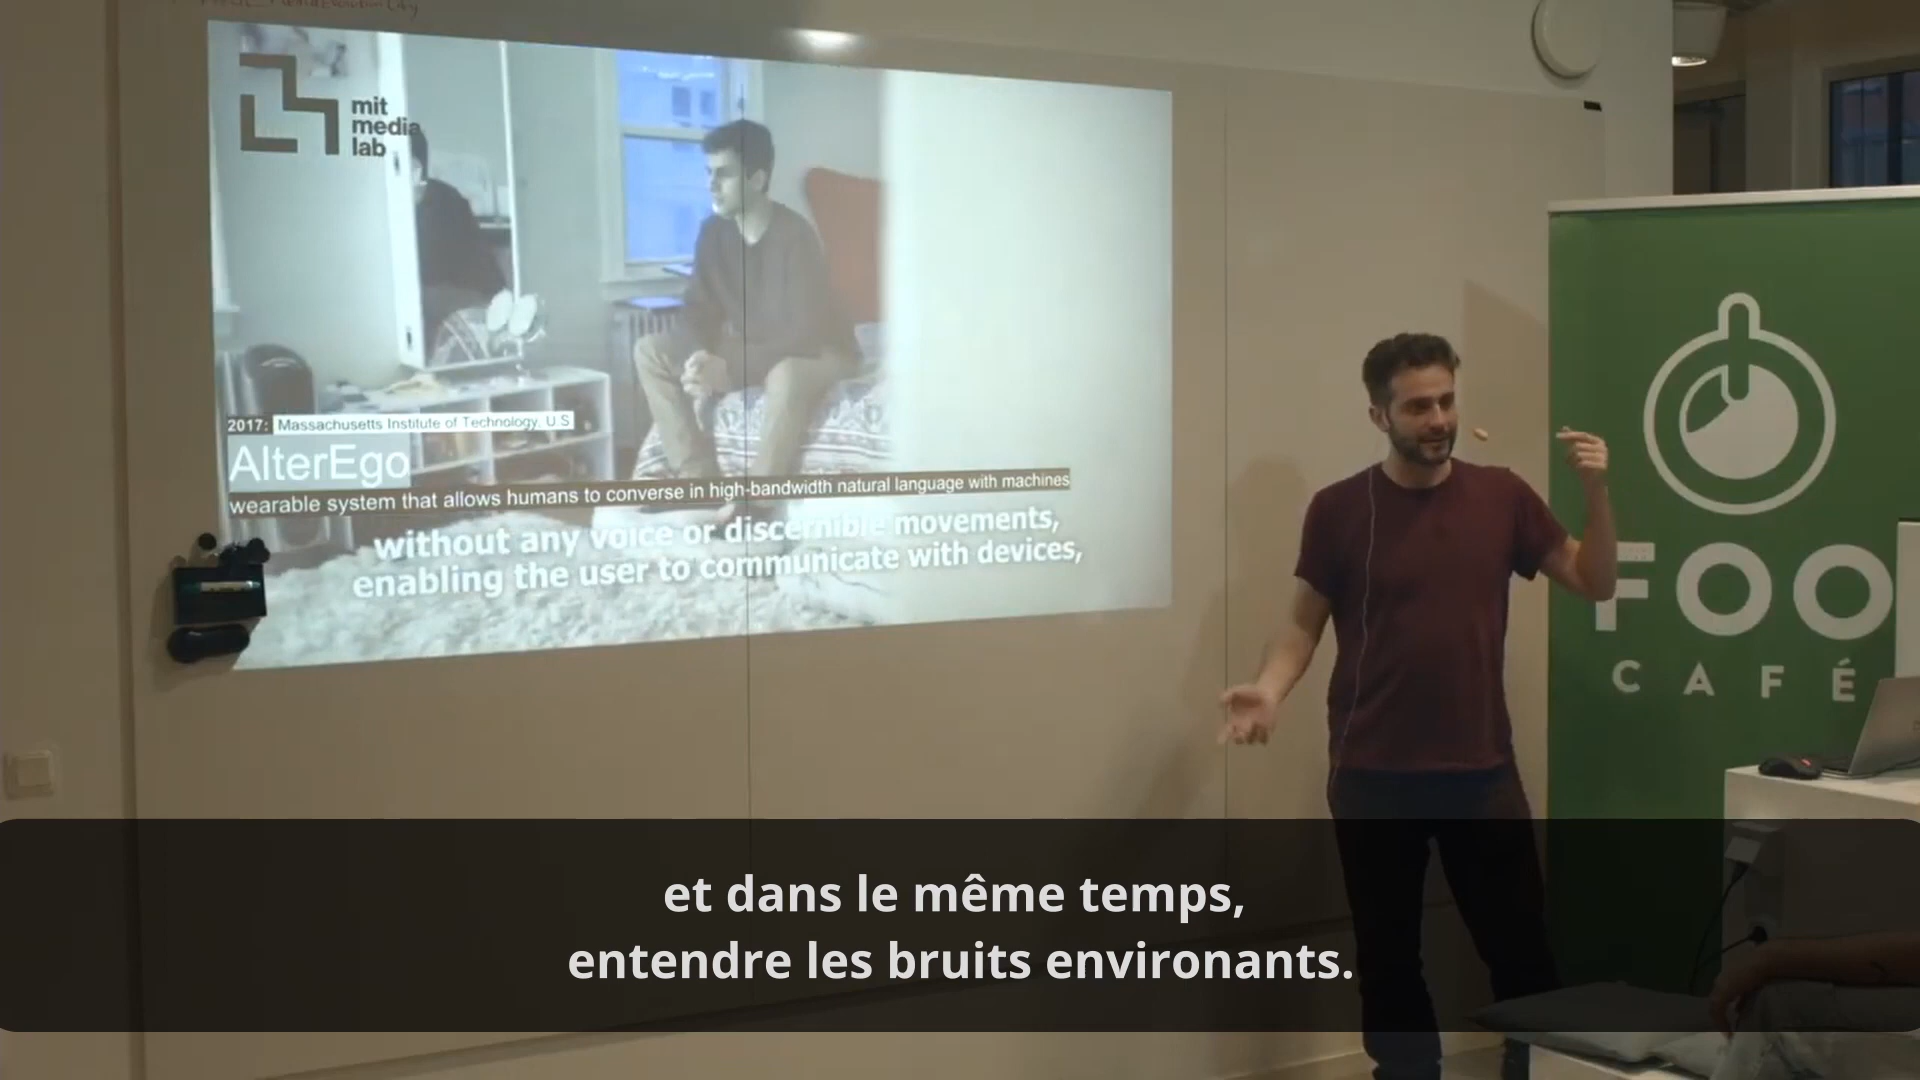 mit
media
lab
2017: Massachusetts Institute of Technology, U.S
AlterEgo
wearable system that allows humans to converse in high-bandwidth natural language with machines
without any voice or discernible movements,
enabling the user to communicate with devices,
FOO
CAFÉ
et dans le même temps,
entendre les bruits environants.